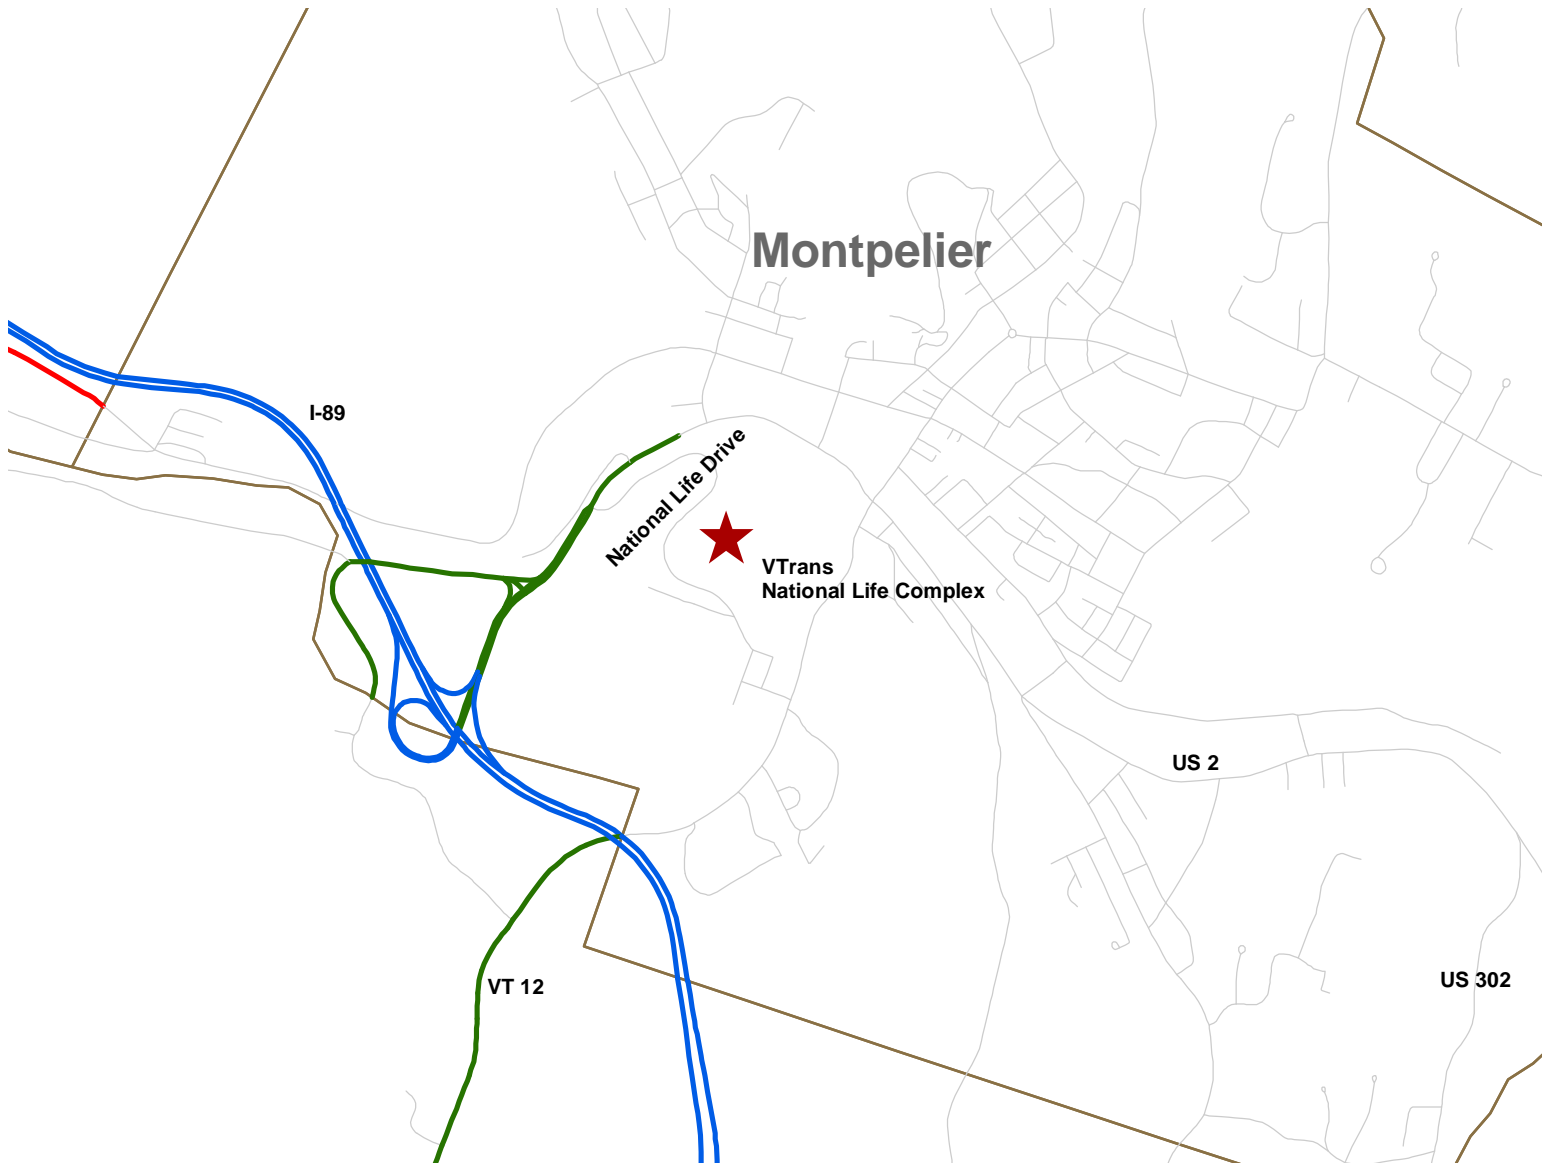 Montpelier
I-89
National Life Drive
VTrans
National Life Complex
US 2
VT 12
US 302